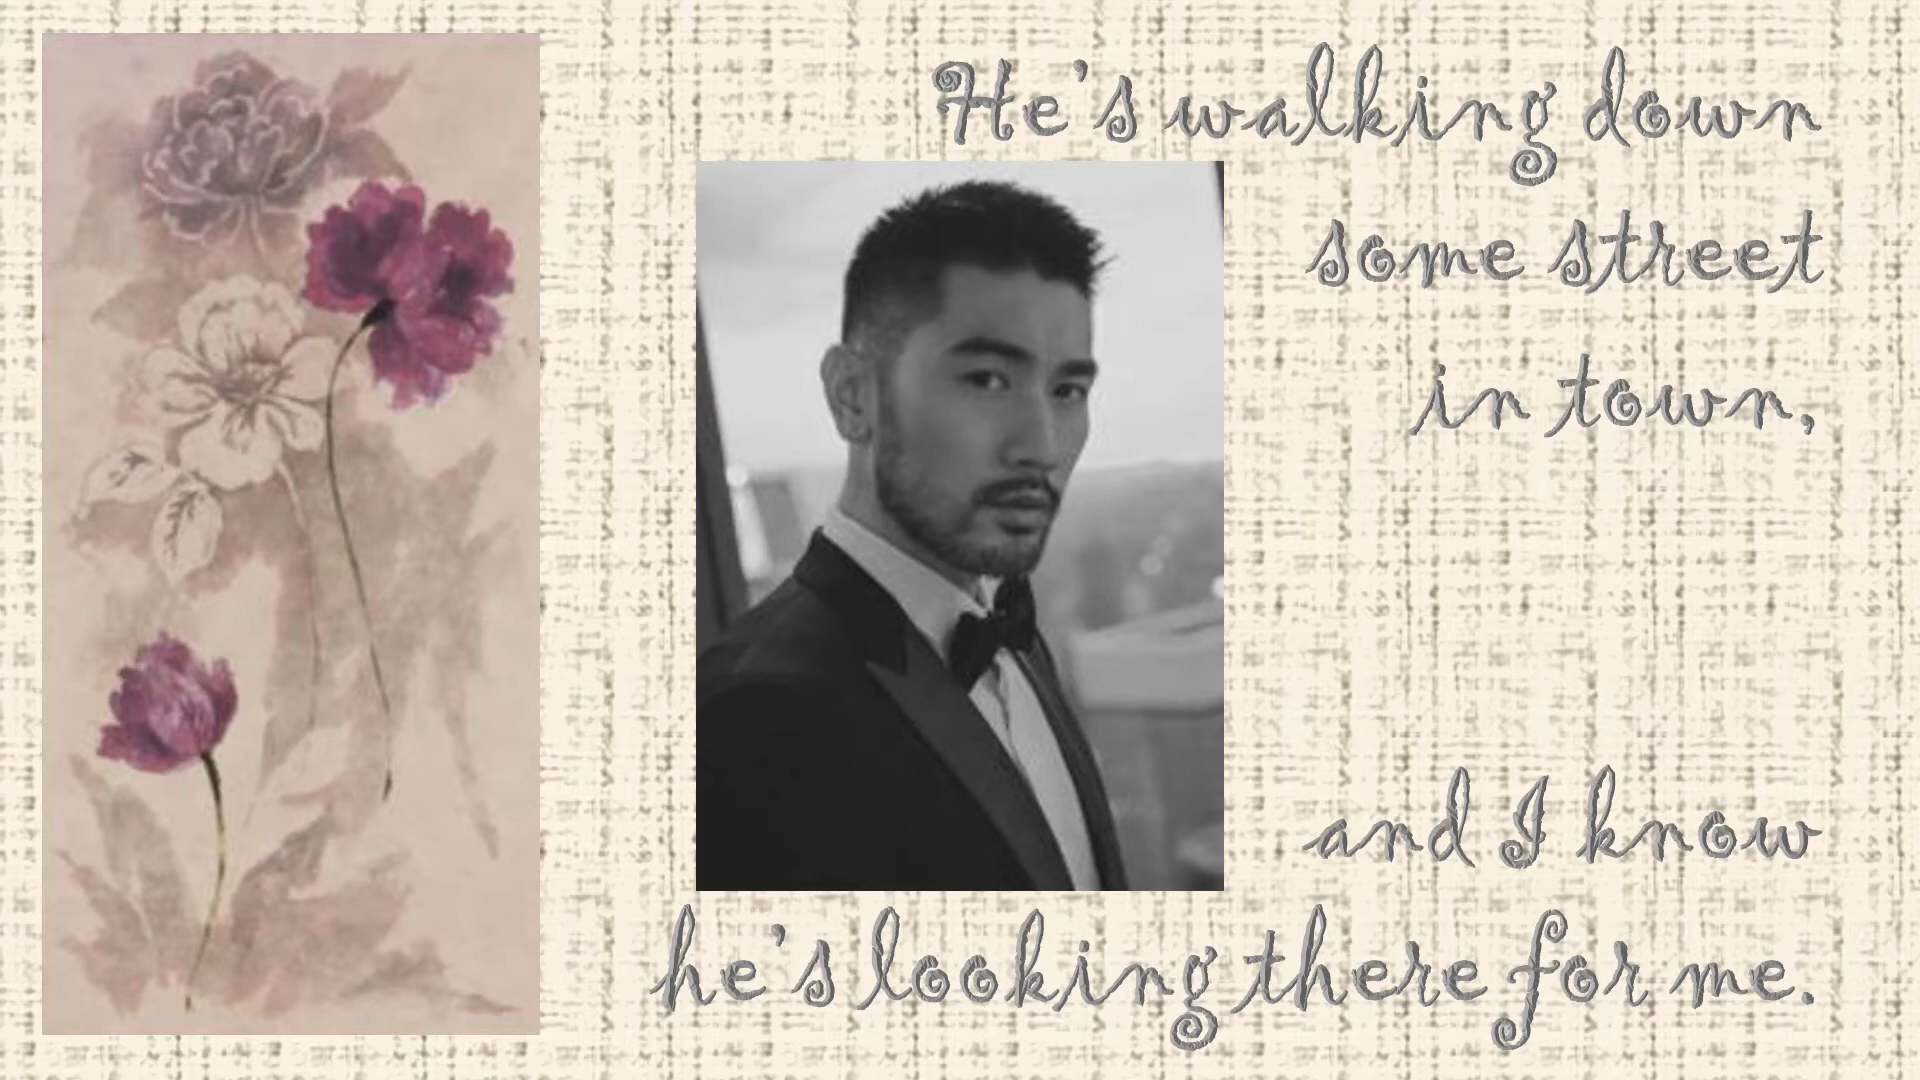 He's walking down
some street
in town,
and I know
he's looking there for me.